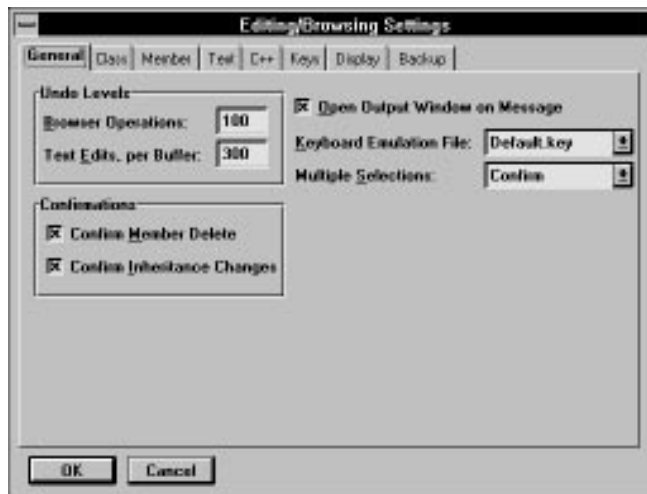 Editing/Browsing Settings
General Class Member Text C++ Keys Display Backup
Undo Levels
Browser Operations: 100
Text Edits, per Buffer: 300
Open Output Window on Message
Keyboard Emulation File: Default.key
Multiple Selections: Confirm
Confirmations
Confirm Member Delete
Confirm Inheritance Changes
OK Cancel